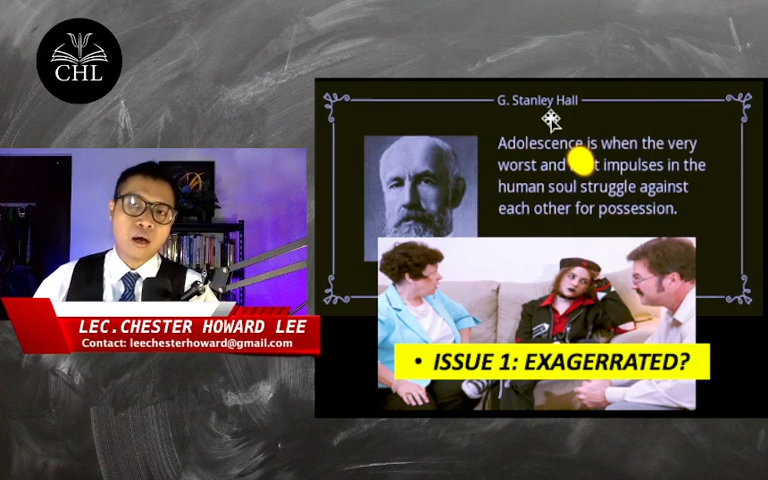 CHL
G. Stanley Hall
Adolescence is when the very
worst and impulses in the
human soul struggle against
each other for possession.
LEC.CHESTER HOWARD LEE
Contact: leechesterhoward@gmail.com
• ISSUE 1: EXAGERRATED?